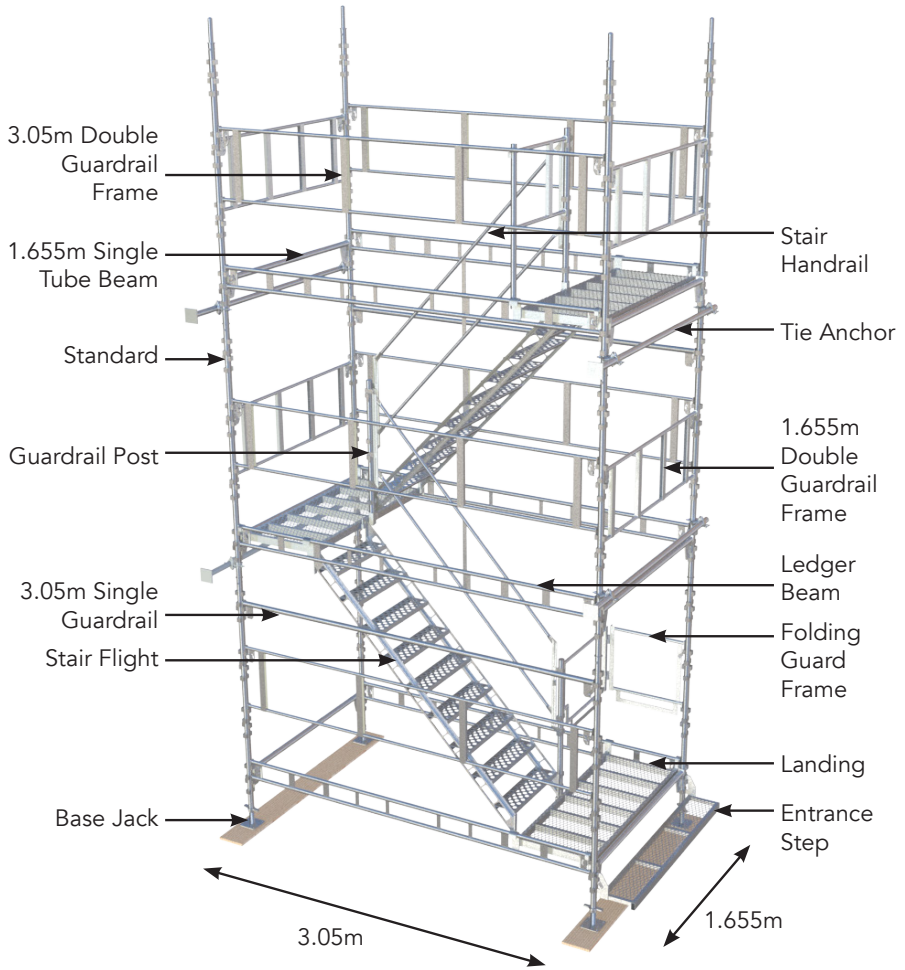 3.05m Double
Guardrail
Frame
1.655m Single
Tube Beam
Standard
Guardrail Post
3.05m Single
Guardrail
Stair Flight
Base Jack
Stair
Handrail
Tie Anchor
1.655m
Double
Guardrail
Frame
Ledger
Beam
Folding
Guard
Frame
Landing
Entrance
Step
3.05m
1.655m